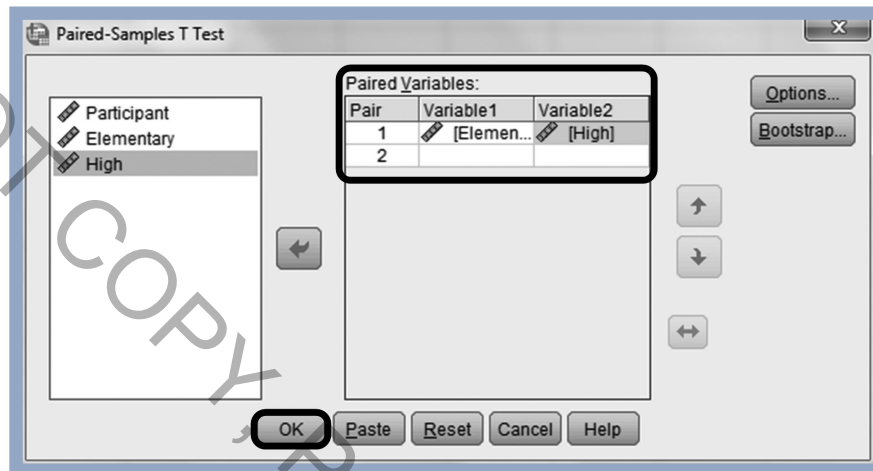 Paired-Samples T Test
Participant
Elementary
High
Paired Variables:
Pair Variable1 Variable2
1 [Elemen... [High]
2
Options...
Bootstrap...
OK Paste Reset Cancel Help
COPY,